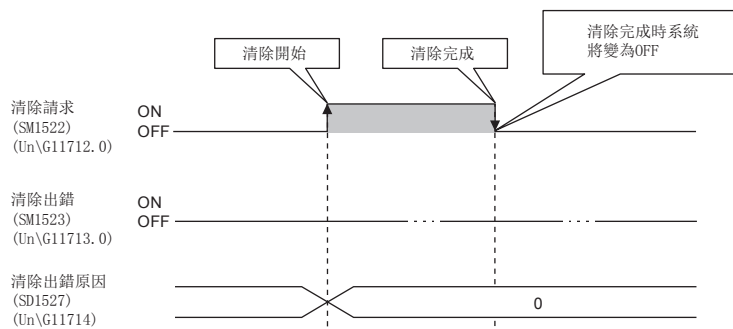 清除開始
清除完成
清除完成時系統
將變為OFF
清除請求
(SM1522)
(Un\G11712.0)
ON
OFF
清除出錯
(SM1523)
(Un\G11713.0)
ON
OFF
清除出錯原因
(SD1527)
(Un\G11714)
0